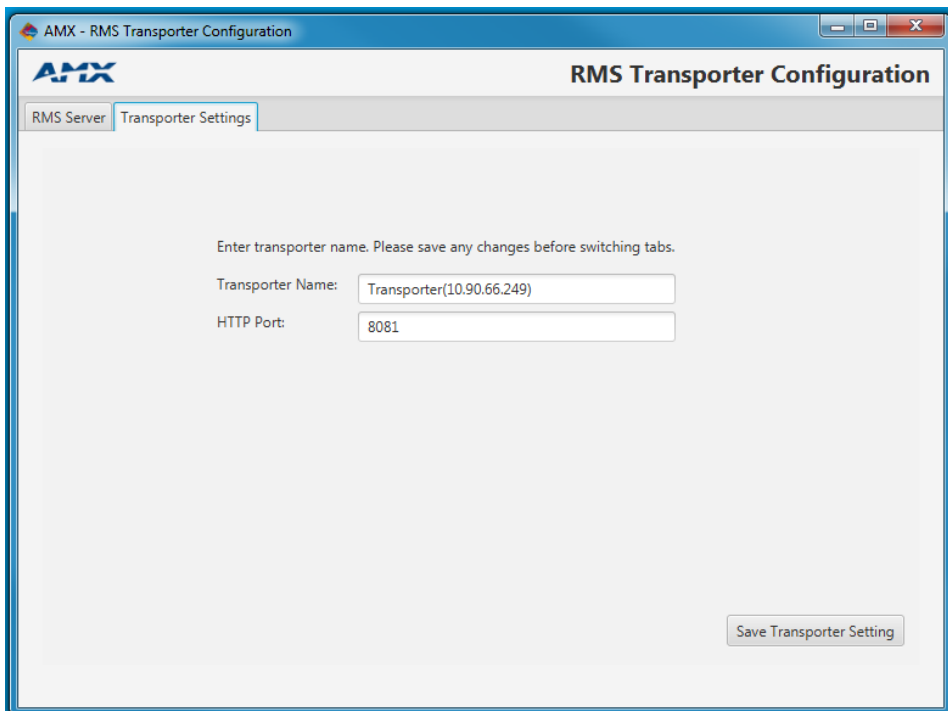 AMX - RMS Transporter Configuration
AMX
RMS Transporter Configuration
RMS Server
Transporter Settings
Enter transporter name. Please save any changes before switching tabs.
Transporter Name: Transporter(10.90.66.249)
HTTP Port: 8081
Save Transporter Setting